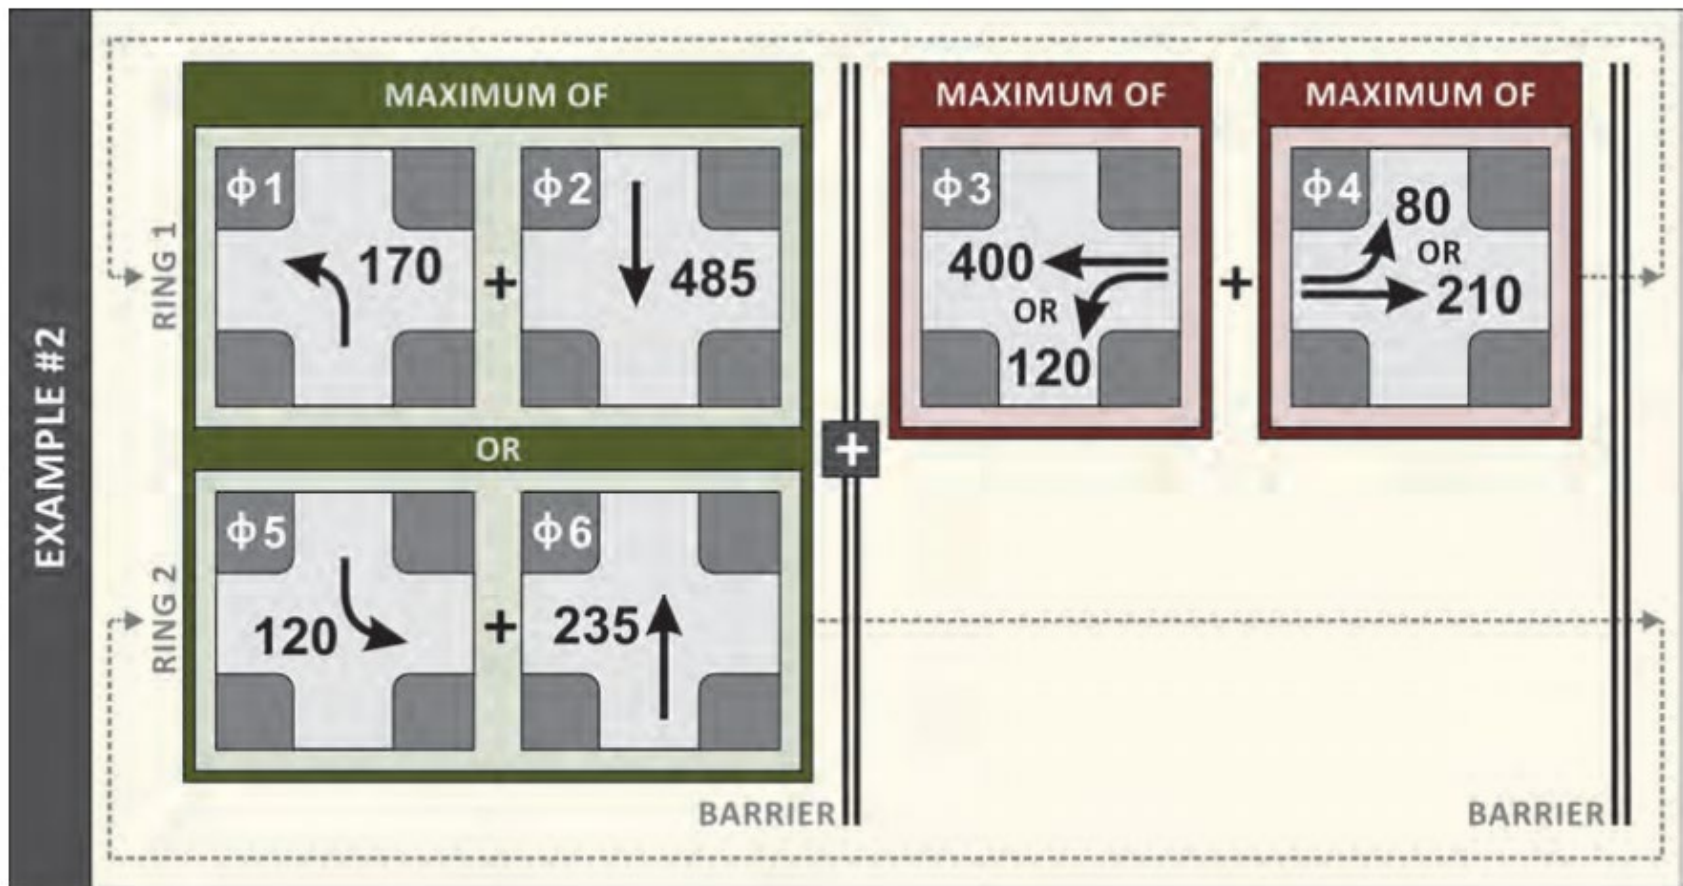 EXAMPLE #2
RING 1
MAXIMUM OF
ϕ1
170
+
ϕ2
485
OR
RING 2
ϕ5
120
+
ϕ6
235
BARRIER
+
MAXIMUM OF
ϕ3
400
OR
120
+
MAXIMUM OF
ϕ4
80
OR
210
BARRIER